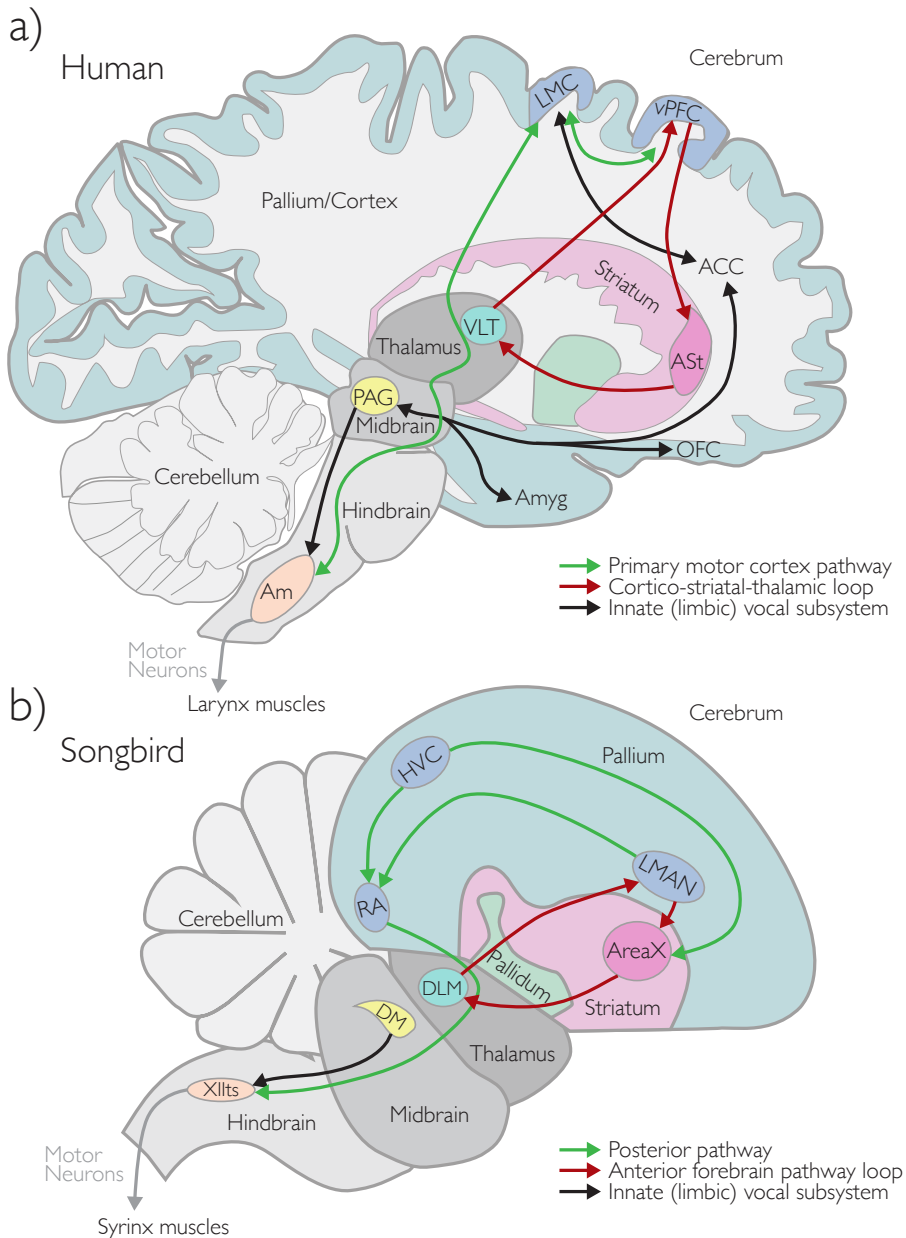 a)
Human
Cerebrum
LMC
vPFC
Pallium/Cortex
Striatum
ACC
VLT
Thalamus
ASt
PAG
Midbrain
OFC
Cerebellum
Amyg
Hindbrain
Primary motor cortex pathway
Cortico-striatal-thalamic loop
Innate (limbic) vocal subsystem
Am
Motor
Neurons
Larynx muscles
b)
Songbird
Cerebrum
HVC
Pallium
LMAN
RA
Cerebellum
AreaX
Pallidum
DLM
Striatum
DM
Thalamus
XIIts
Hindbrain
Midbrain
Motor
Neurons
Posterior pathway
Anterior forebrain pathway loop
Innate (limbic) vocal subsystem
Syrinx muscles